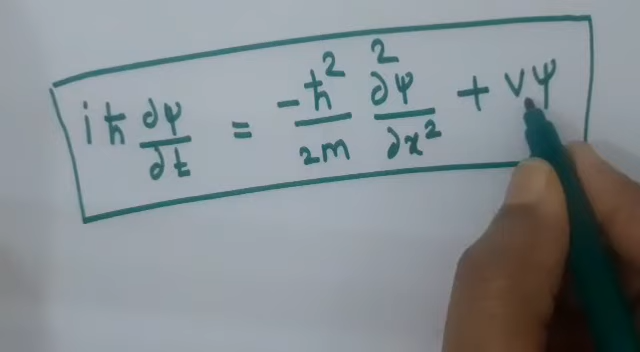 iħ ∂ψ/∂t = -ħ²/2m ∂²ψ/∂x² + Vψ